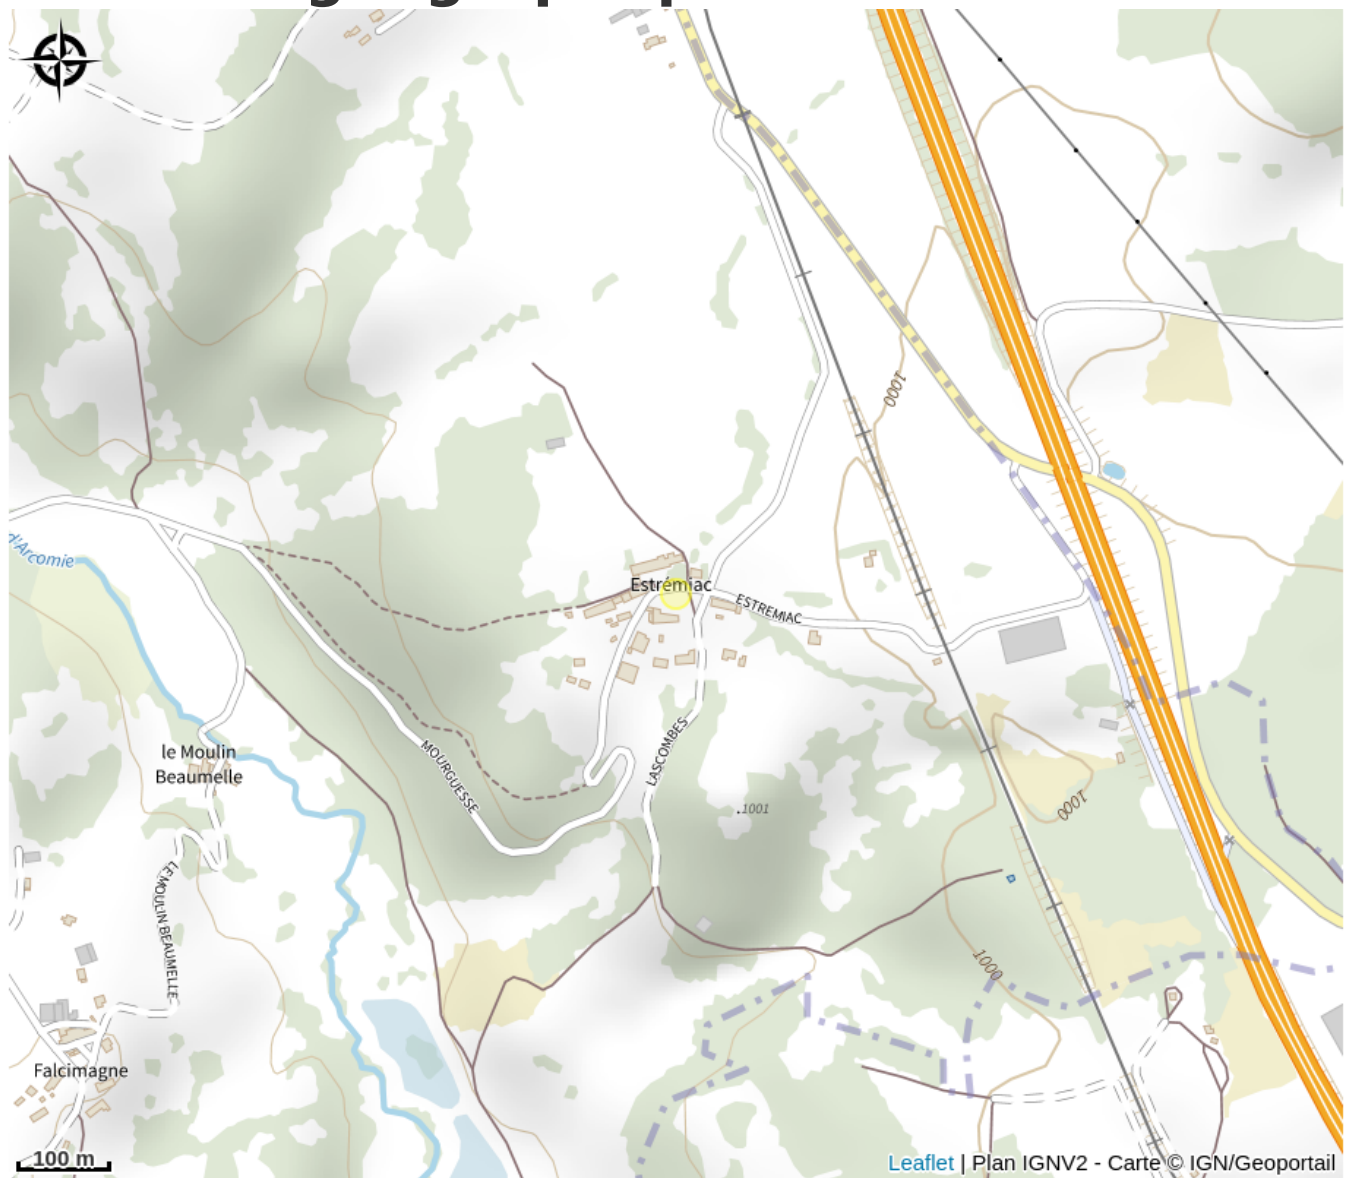 1000
d'Arcomie
Estrémiac
ESTREMIAC
le Moulin
Beaumelle
MOURGUESSE
LASCOMBES
.1001
1000
LE MOULIN BEAUMELLE
1000
Falcimagne
100 m
Leaflet | Plan IGNV2 - Carte © IGN/Geoportail